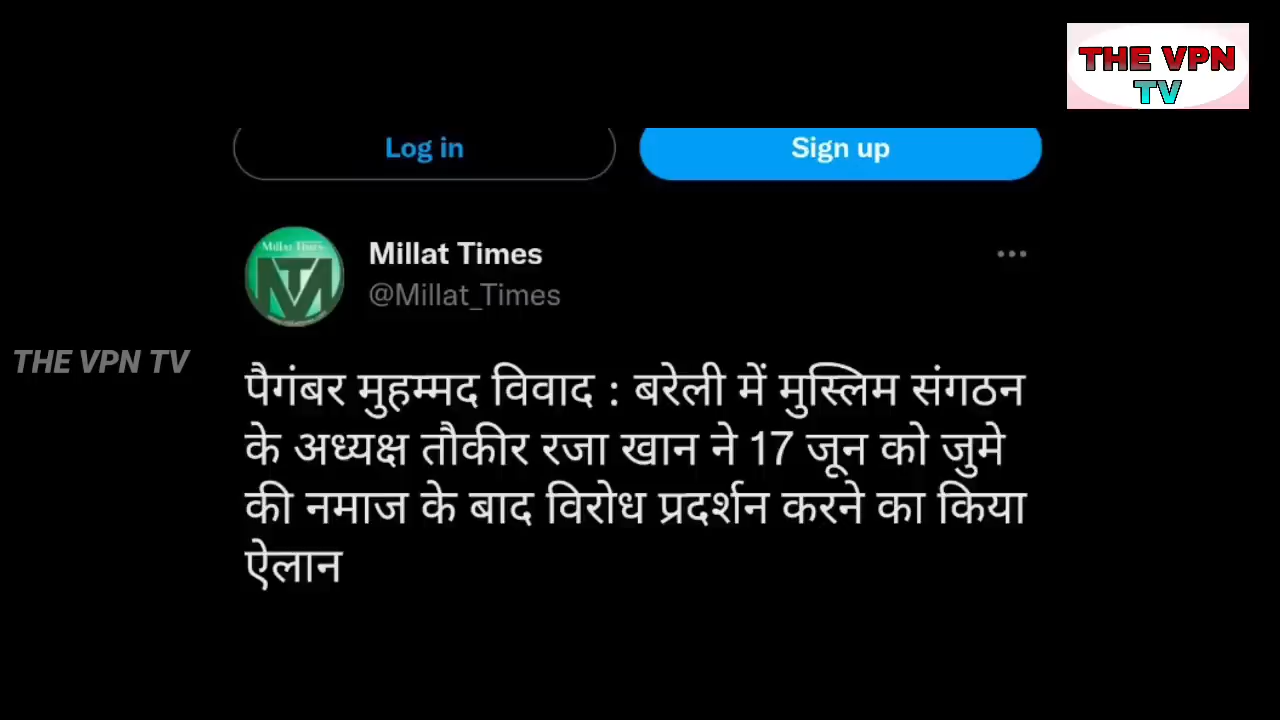 THE VPN
TV
Log in
Sign up
Millat Times
Millat Times
@Millat_Times
THE VPN TV
पैगंबर मुहम्मद विवाद : बरेली में मुस्लिम संगठन
के अध्यक्ष तौकीर रजा खान ने 17 जून को जुमे
की नमाज के बाद विरोध प्रदर्शन करने का किया
ऐलान